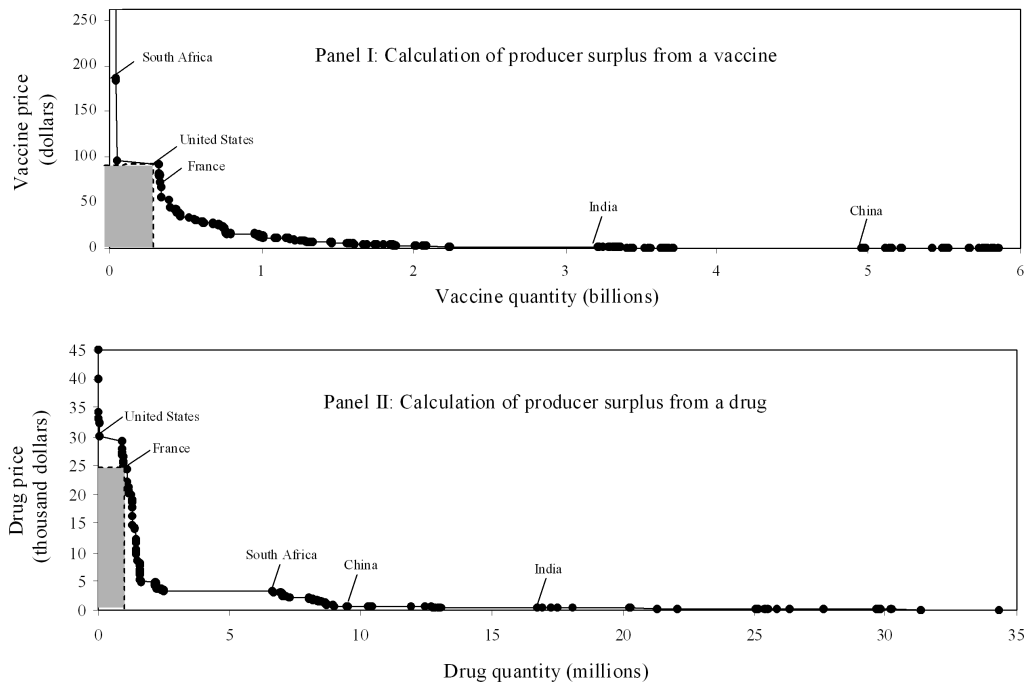 250
200
150
100
50
0
Vaccine price
(dollars)
Panel I: Calculation of producer surplus from a vaccine
South Africa
United States
France
India
China
0 1 2 3 4 5 6
Vaccine quantity (billions)
45
40
35
30
25
20
15
10
5
0
Drug price
(thousand dollars)
Panel II: Calculation of producer surplus from a drug
United States
France
South Africa
China
India
0 5 10 15 20 25 30 35
Drug quantity (millions)